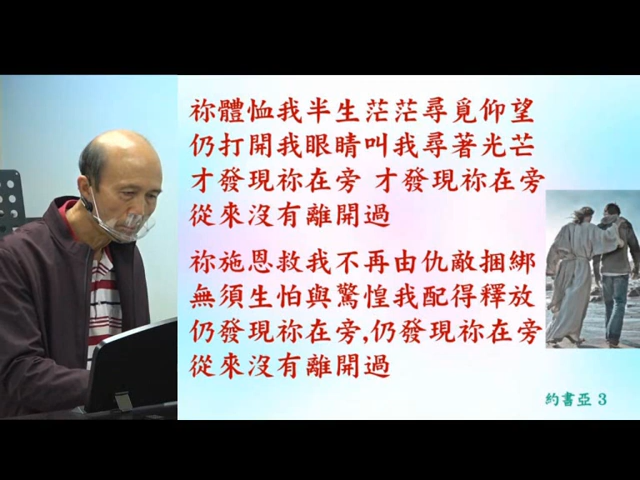 祢體恤我半生茫茫尋覓仰望
仍打開我眼睛叫我尋著光芒
才發現祢在旁 才發現祢在旁
從來沒有離開過
祢施恩救我不再由仇敵捆綁
無須生怕與驚惶我配得釋放
仍發現祢在旁,仍發現祢在旁
從來沒有離開過
約書亞 3